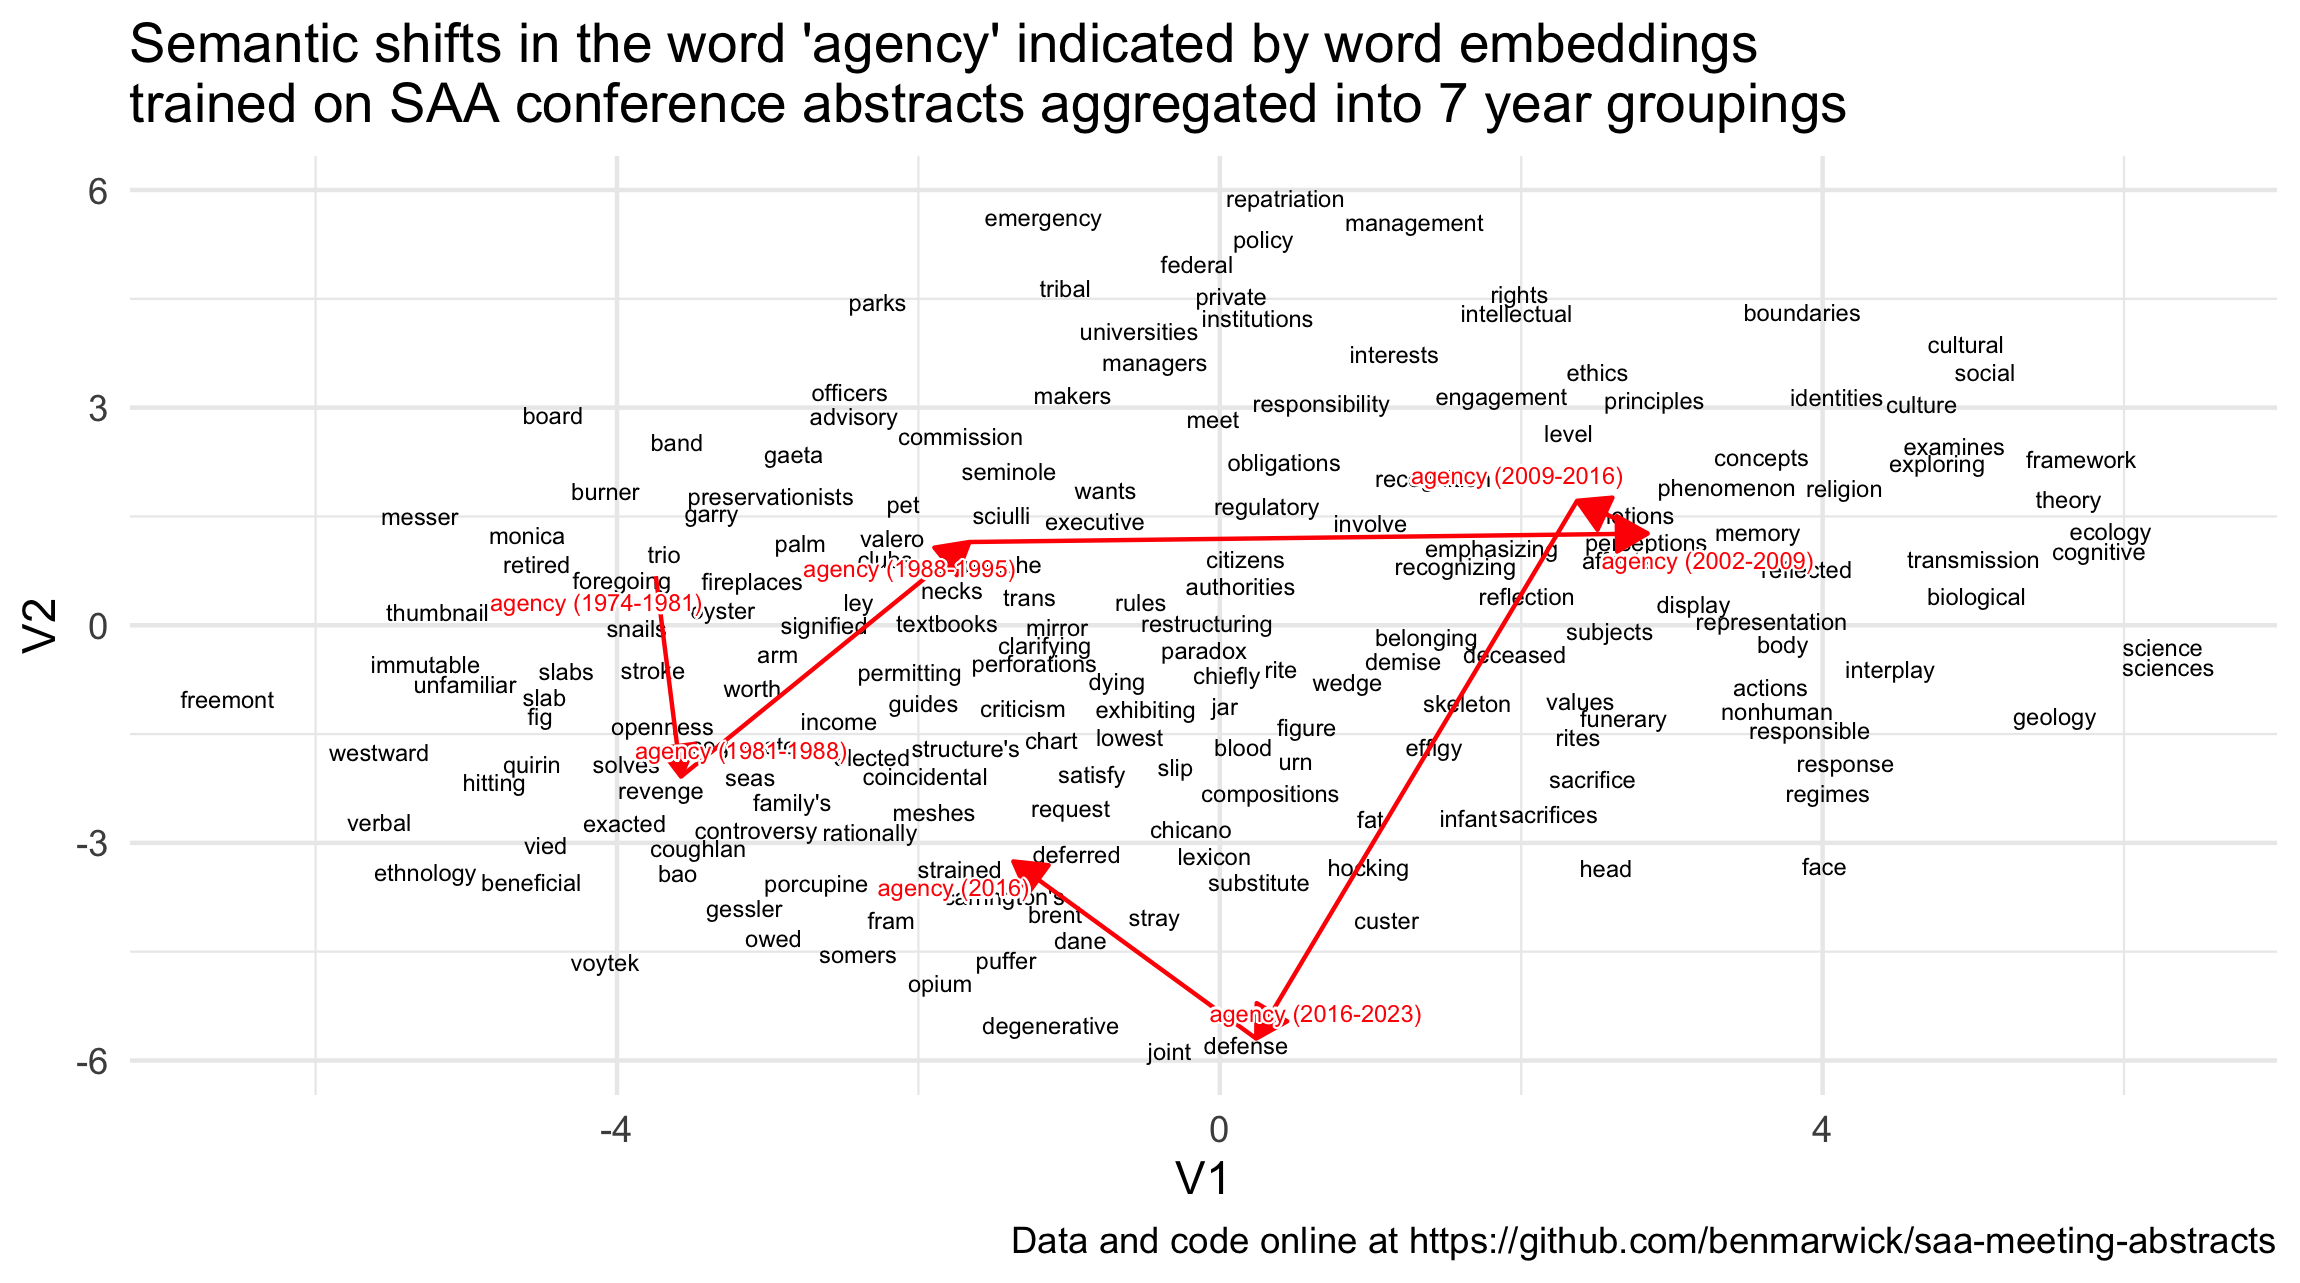 Semantic shifts in the word 'agency' indicated by word embeddings
trained on SAA conference abstracts aggregated into 7 year groupings
6
repatriation
emergency
management
policy
federal
tribal
private
rights
parks
institutions
intellectual
boundaries
universities
cultural
managers
interests
ethics
social
officers
makers
responsibility
engagement
principles
identities
culture
3
board
advisory
meet
band
commission
level
gaeta
seminole
obligations
concepts
examines
exploring
framework
agency (2009-2016)
burner
preservationists
wants
phenomenon
religion
messer
garry
pet
sciulli
executive
regulatory
involve
theory
monica
palm
valero
memory
ecology
retired
trio
citizens
emphasizing
perceptions
transmission
cognitive
agency (1988-1995)
recognizing
agency (2002-2009)
reflected
foregoing
fireplaces
necks
authorities
agency (1974-1981)
thumbnail
oyster
ley
trans
rules
reflection
display
biological
V2
0
snails
signified
textbooks
mirror
restructuring
belonging
subjects
representation
immutable
slabs
stroke
arm
clarifying
perforations
paradox
demise
deceased
body
science
sciences
unfamiliar
worth
permitting
dying
chiefly
rite
wedge
interplay
freemont
slab
fig
guides
criticism
exhibiting
jar
skeleton
values
actions
nonhuman
geology
openness
income
figure
funerary
responsible
westward
agency (1981-1988)
structure's
chart
lowest
blood
effigy
rites
quirin
solves
seas
coincidental
satisfy
slip
urn
response
hitting
revenge
family's
compositions
sacrifice
regimes
verbal
exacted
controversy
rationally
meshes
request
chicano
fat
infant
sacrifices
-3
vied
coughlan
deferred
lexicon
hocking
head
face
ethnology
beneficial
bao
porcupine
strained
agency (2016)
carrington's
substitute
gessler
fram
brent
stray
custer
owed
dane
voytek
somers
puffer
opium
degenerative
agency (2016-2023)
joint
defense
-6
-4
0
4
V1
Data and code online at https://github.com/benmarwick/saa-meeting-abstracts